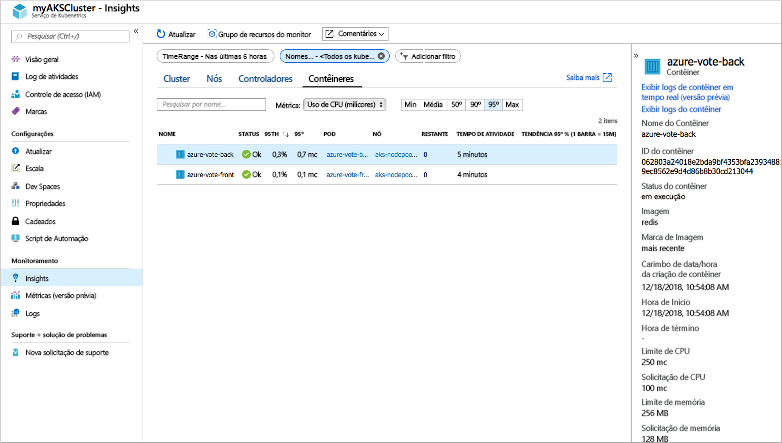 myAKSCluster - Insights
Serviço de Kubenetrics
Pesquisar (Ctrl+/)
«
Visão geral
Log de atividades
Controle de acesso (IAM)
Marcas
Configurações
Atualizar
Escala
Dev Spaces
Propriedades
Cadeados
Script de Automação
Monitoramento
Insights
Métricas (versão prévia)
Logs
Suporte + solução de problemas
Nova solicitação de suporte
Atualizar
Grupo de recursos do monitor
Comentários
TimeRange - Nas últimas 6 horas
Nomes... - <Todos os kube...
Adicionar filtro
Cluster
Nós
Controladores
Contêineres
Saiba mais
Pesquisar por nome...
Métrica:
Uso de CPU (milicores)
Mín
Média
50º
90º
95º
Max
2 itens
NOME STATUS 95TH ↑↓ 95º POD NÓ RESTANTE TEMPO DE ATIVIDADE TENDÊNCIA 95º % (1 BARRA = 15M)
azure-vote-back Ok 0,3% 0,7 mc azure-vote-b... aks-nodepoo... 0 5 minutos
azure-vote-front Ok 0,1% 0,1 mc azure-vote-fr... aks-nodepoo... 0 4 minutos
»
azure-vote-back
Contêiner
Exibir logs de contêiner em
tempo real (versão prévia)
Exibir logs do contêiner
Nome do Contêiner
azure-vote-back
ID do contêiner
062803a24018e2bda9bf4353bfa2393488
9ec8562e9d4d86b8b30cd213044
Status do contêiner
em execução
Imagem
redis
Marca de Imagem
mais recente
Carimbo de data/hora
da criação de contêiner
12/18/2018, 10:54:08 AM
Hora de Início
12/18/2018, 10:54:08 AM
Hora de término
-
Limite de CPU
250 mc
Solicitação de CPU
100 mc
Limite de memória
256 MB
Solicitação de memória
128 MB